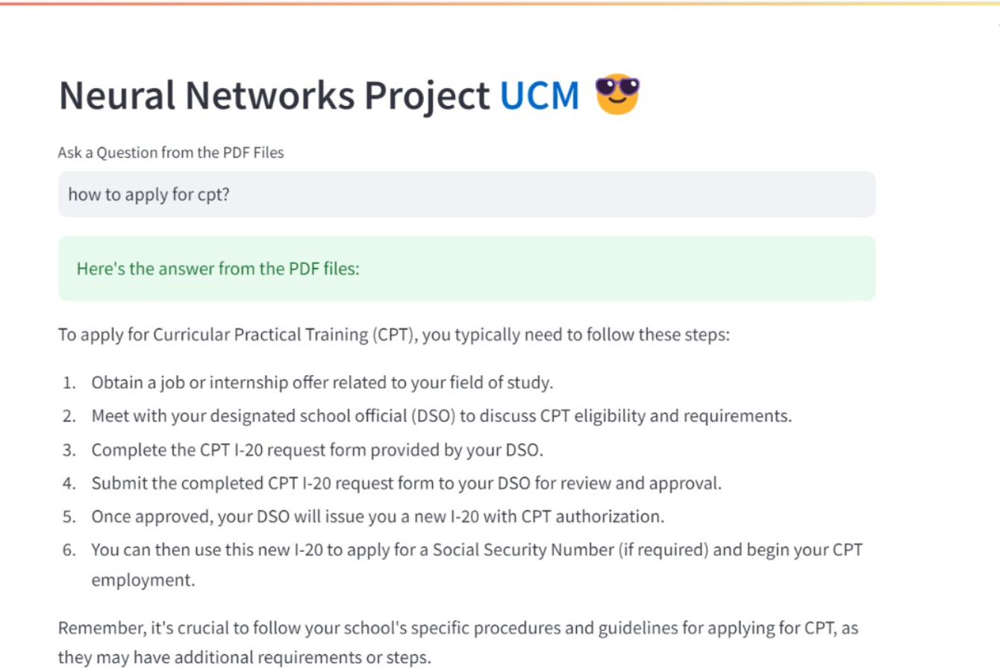 Neural Networks Project UCM 😎
Ask a Question from the PDF Files
how to apply for cpt?
Here's the answer from the PDF files:
To apply for Curricular Practical Training (CPT), you typically need to follow these steps:
1. Obtain a job or internship offer related to your field of study.
2. Meet with your designated school official (DSO) to discuss CPT eligibility and requirements.
3. Complete the CPT I-20 request form provided by your DSO.
4. Submit the completed CPT I-20 request form to your DSO for review and approval.
5. Once approved, your DSO will issue you a new I-20 with CPT authorization.
6. You can then use this new I-20 to apply for a Social Security Number (if required) and begin your CPT
employment.
Remember, it's crucial to follow your school's specific procedures and guidelines for applying for CPT, as
they may have additional requirements or steps.